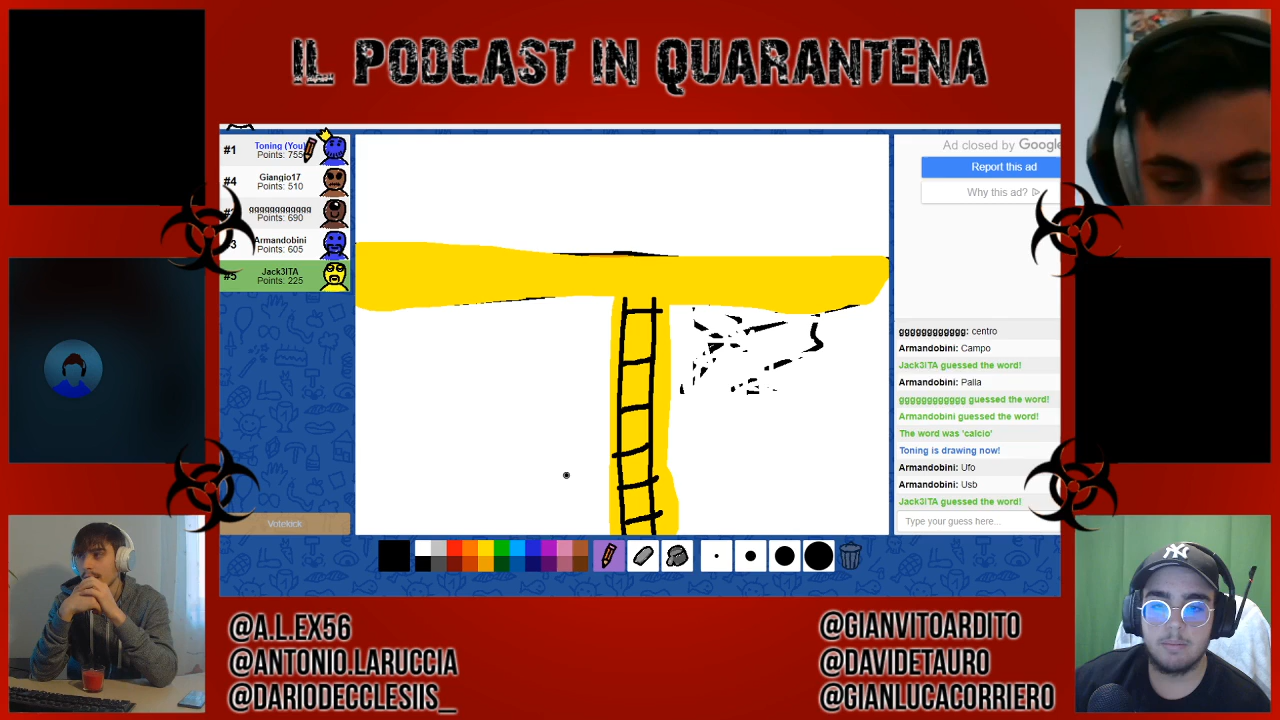 IL PODCAST IN QUARANTENA
#1
Toning (You)
Points: 755
#4
Giangio17
Points: 510
gggggggggggg
Points: 690
#3
Armandobini
Points: 605
#5
Jack3ITA
Points: 225
Votekick
Ad closed by Google
Report this ad
Why this ad?
gggggggggggg: centro
Armandobini: Campo
Jack3ITA guessed the word!
Armandobini: Palla
gggggggggggg guessed the word!
Armandobini guessed the word!
The word was 'calcio'
Toning is drawing now!
Armandobini: Ufo
Armandobini: Usb
Jack3ITA guessed the word!
Type your guess here...
@A.L.EX56
@ANTONIO.LARUCCIA
@DARIODECCLESIIS_
@GIANVITOARDITO
@DAVIDETAURO
@GIANLUCACORRIERO